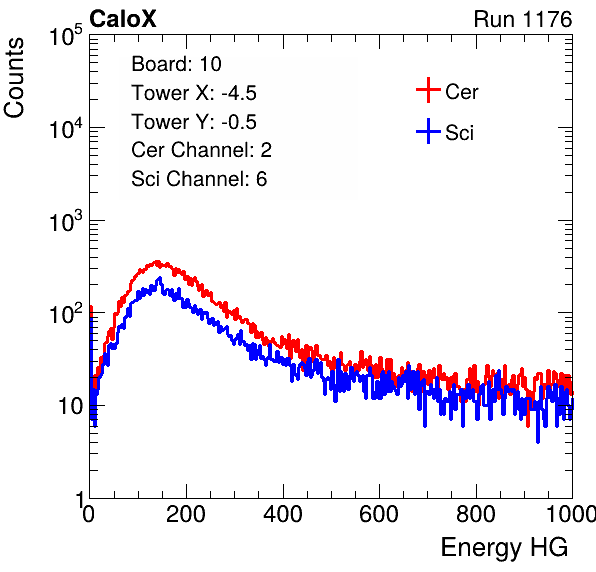 CaloX Run 1176
Counts
10^5
10^4
10^3
10^2
10
1
Board: 10
Tower X: -4.5
Tower Y: -0.5
Cer Channel: 2
Sci Channel: 6
Cer
Sci
0 200 400 600 800 1000
Energy HG